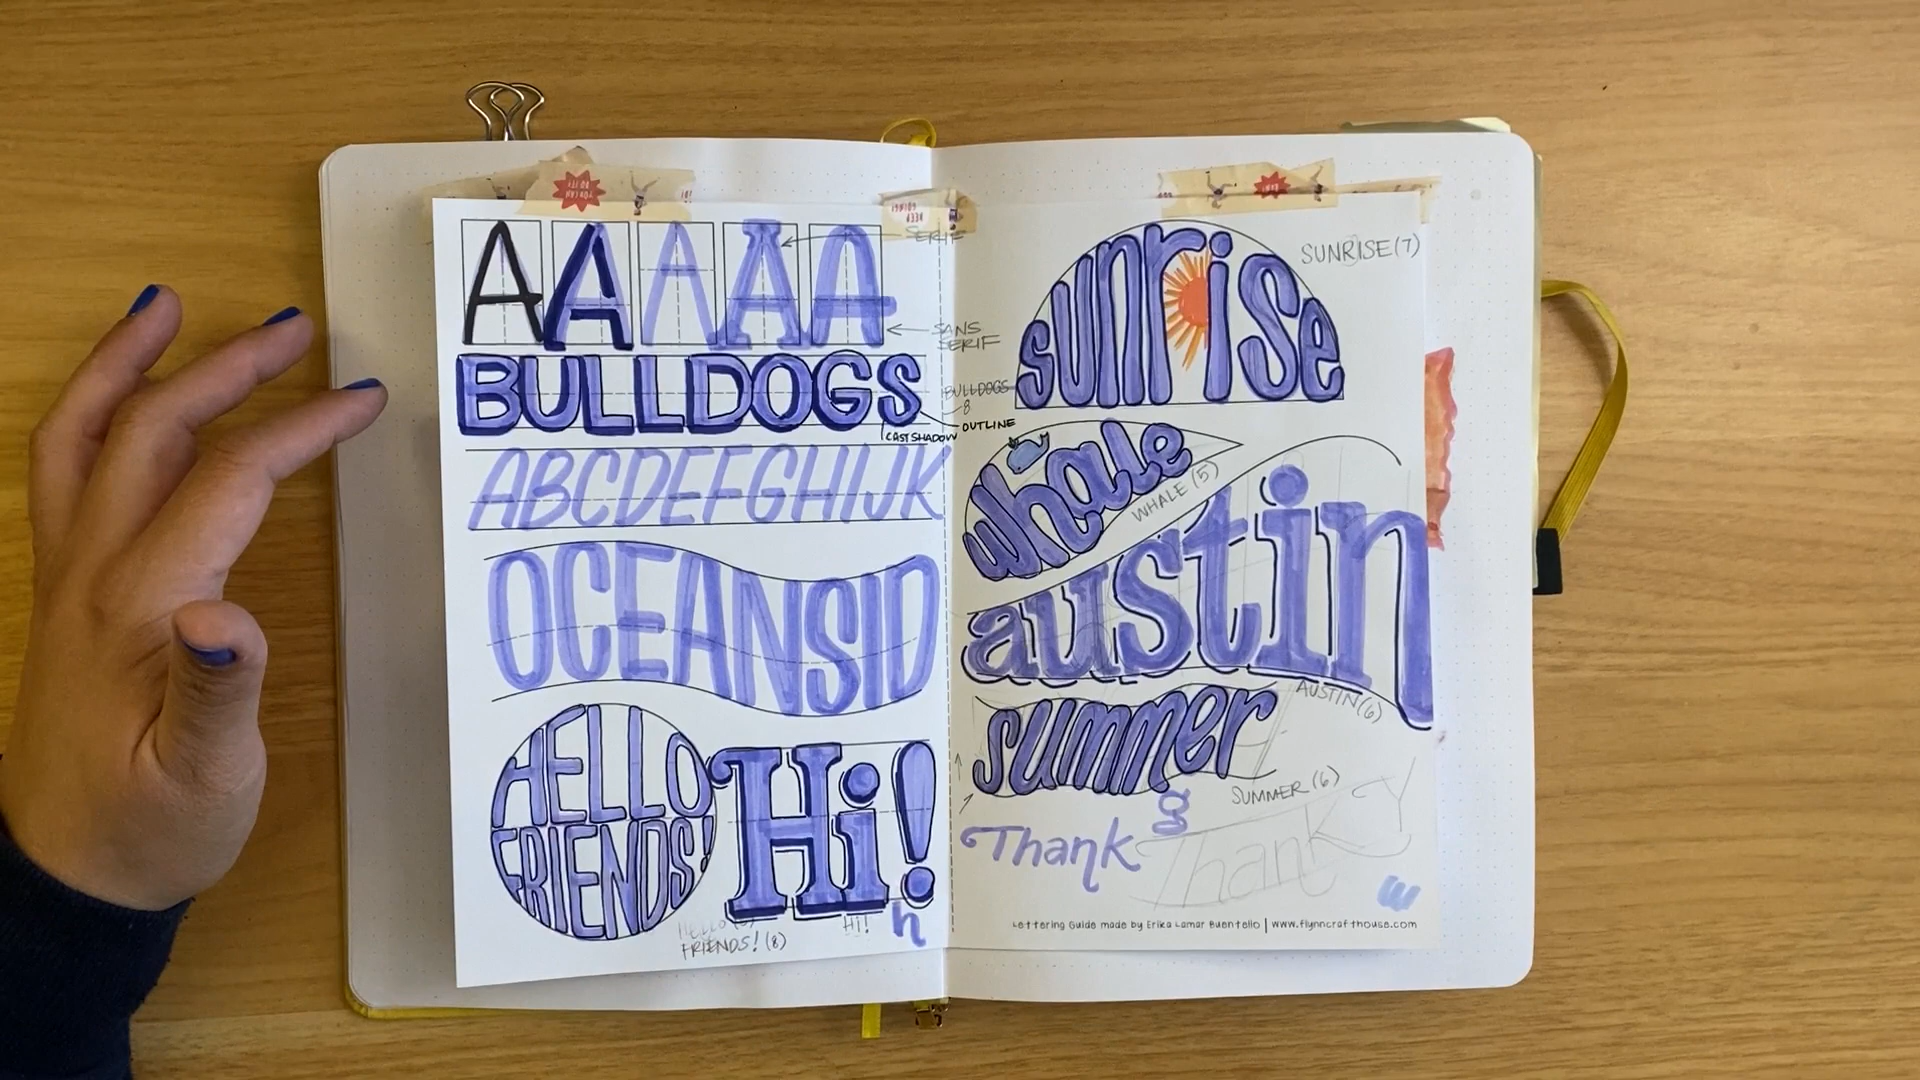 AAAAA
SERIF
SANS
SERIF
BULLDOGS
BULLDOGS
8
OUTLINE
CAST SHADOW
ABCDEFGHIJK
OCEANSID
HELLO
FRIENDS!
Hi!
h
HELLO
FRIENDS! (8)
Hi!
sunrise
SUNRISE (7)
whale
WHALE (5)
austin
AUSTIN (6)
summer
SUMMER (6)
g
Thank
Thank y
w
Lettering Guide made by Erika Lamar Buentello | www.flynncrafthouse.com